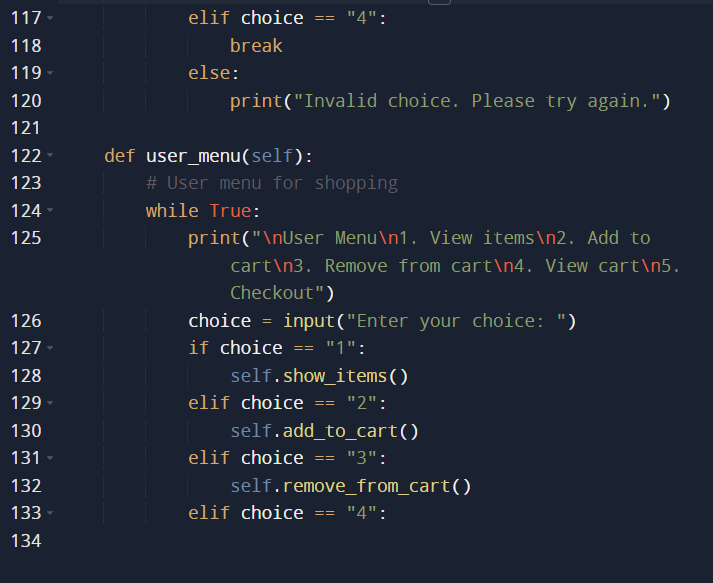 117 elif choice == "4":
118 break
119 else:
120 print("Invalid choice. Please try again.")
121
122 def user_menu(self):
123 # User menu for shopping
124 while True:
125 print("\nUser Menu\n1. View items\n2. Add to
cart\n3. Remove from cart\n4. View cart\n5.
Checkout")
126 choice = input("Enter your choice: ")
127 if choice == "1":
128 self.show_items()
129 elif choice == "2":
130 self.add_to_cart()
131 elif choice == "3":
132 self.remove_from_cart()
133 elif choice == "4":
134